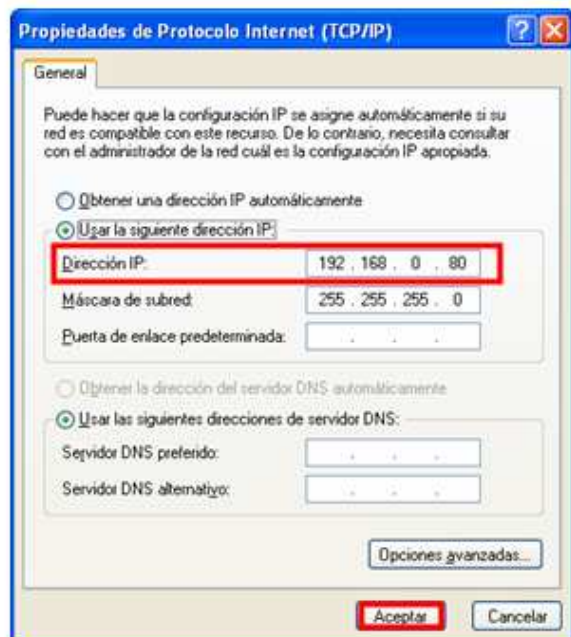 Propiedades de Protocolo Internet (TCP/IP)
General
Puede hacer que la configuración IP se asigne automáticamente si su
red es compatible con este recurso. De lo contrario, necesita consultar
con el administrador de la red cuál es la configuración IP apropiada.
Obtener una dirección IP automáticamente
Usar la siguiente dirección IP:
Dirección IP: 192 . 168 . 0 . 80
Máscara de subred: 255 . 255 . 255 . 0
Puerta de enlace predeterminada: . . .
Obtener la dirección del servidor DNS automáticamente
Usar las siguientes direcciones de servidor DNS:
Servidor DNS preferido: . . .
Servidor DNS alternativo: . . .
Opciones avanzadas...
Aceptar Cancelar